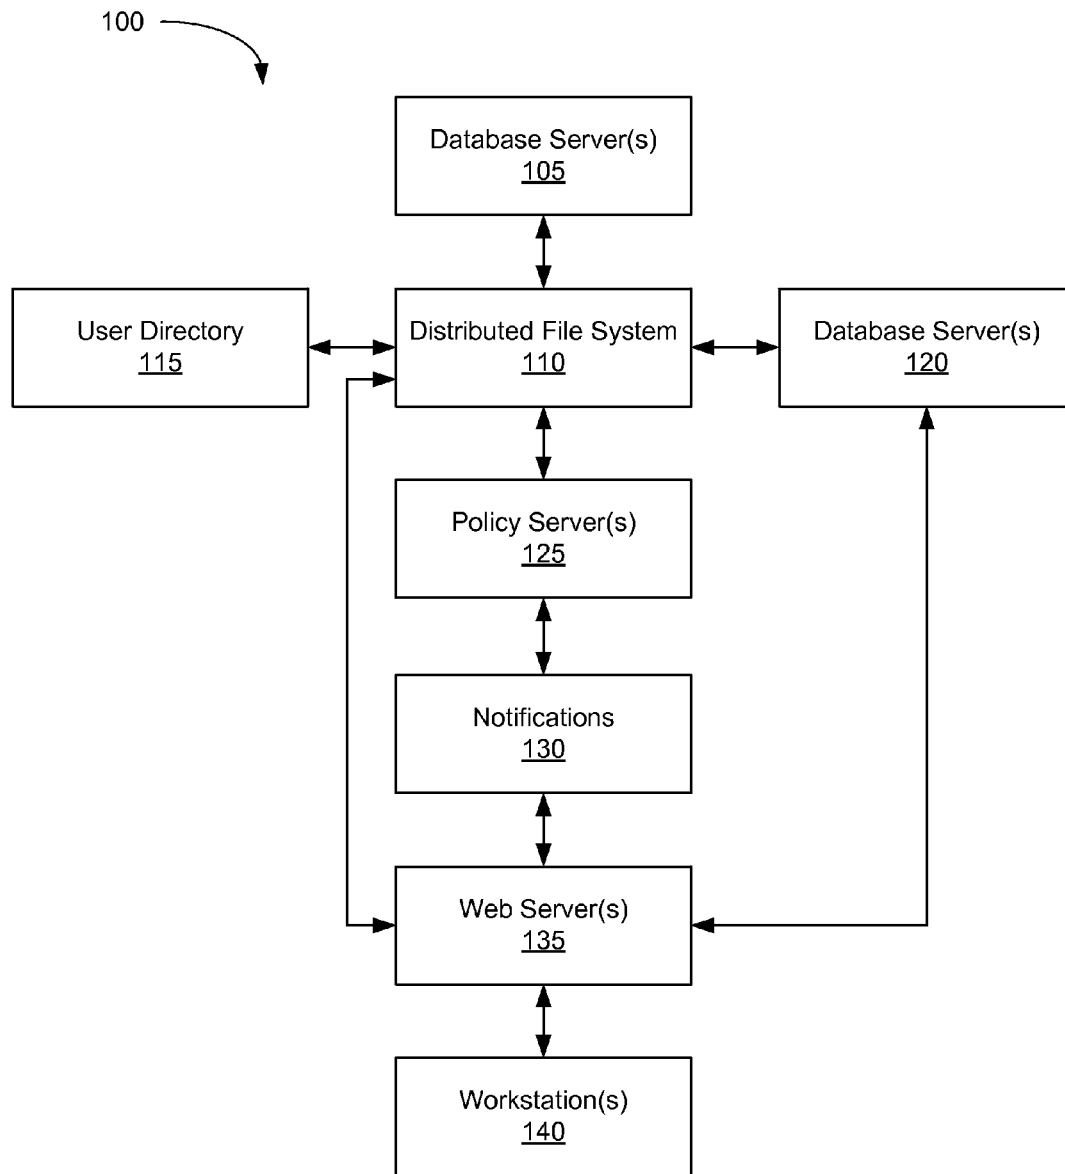 100
Database Server(s)
105
User Directory
115
Distributed File System
110
Database Server(s)
120
Policy Server(s)
125
Notifications
130
Web Server(s)
135
Workstation(s)
140